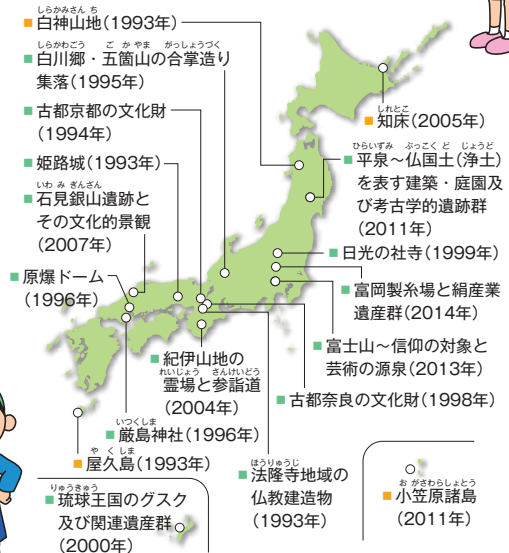 しらかみさんち
■白神山地（1993年）
しらかわごう ごかやま がっしょうづく
■白川郷・五箇山の合掌造り
集落（1995年）
■古都京都の文化財
（1994年）
■姫路城（1993年）
いわみぎんざん
■石見銀山遺跡と
その文化的景観
（2007年）
■原爆ドーム
（1996年）
しれとこ
■知床（2005年）
ひらいずみ ぶっこくど じょうど
■平泉～仏国土（浄土）
を表す建築・庭園及
び考古学的遺跡群
（2011年）
■日光の社寺（1999年）
■富岡製糸場と絹産業
遺産群（2014年）
■富士山～信仰の対象と
芸術の源泉（2013年）
■古都奈良の文化財（1998年）
■紀伊山地の
れいじょう さんけいどう
霊場と参詣道
（2004年）
いつくしま
■厳島神社（1996年）
やくしま
■屋久島（1993年）
りゅうきゅう
■琉球王国のグスク
及び関連遺産群
（2000年）
ほうりゅうじ
■法隆寺地域の
仏教建造物
（1993年）
おがさわらしょとう
■小笠原諸島
（2011年）